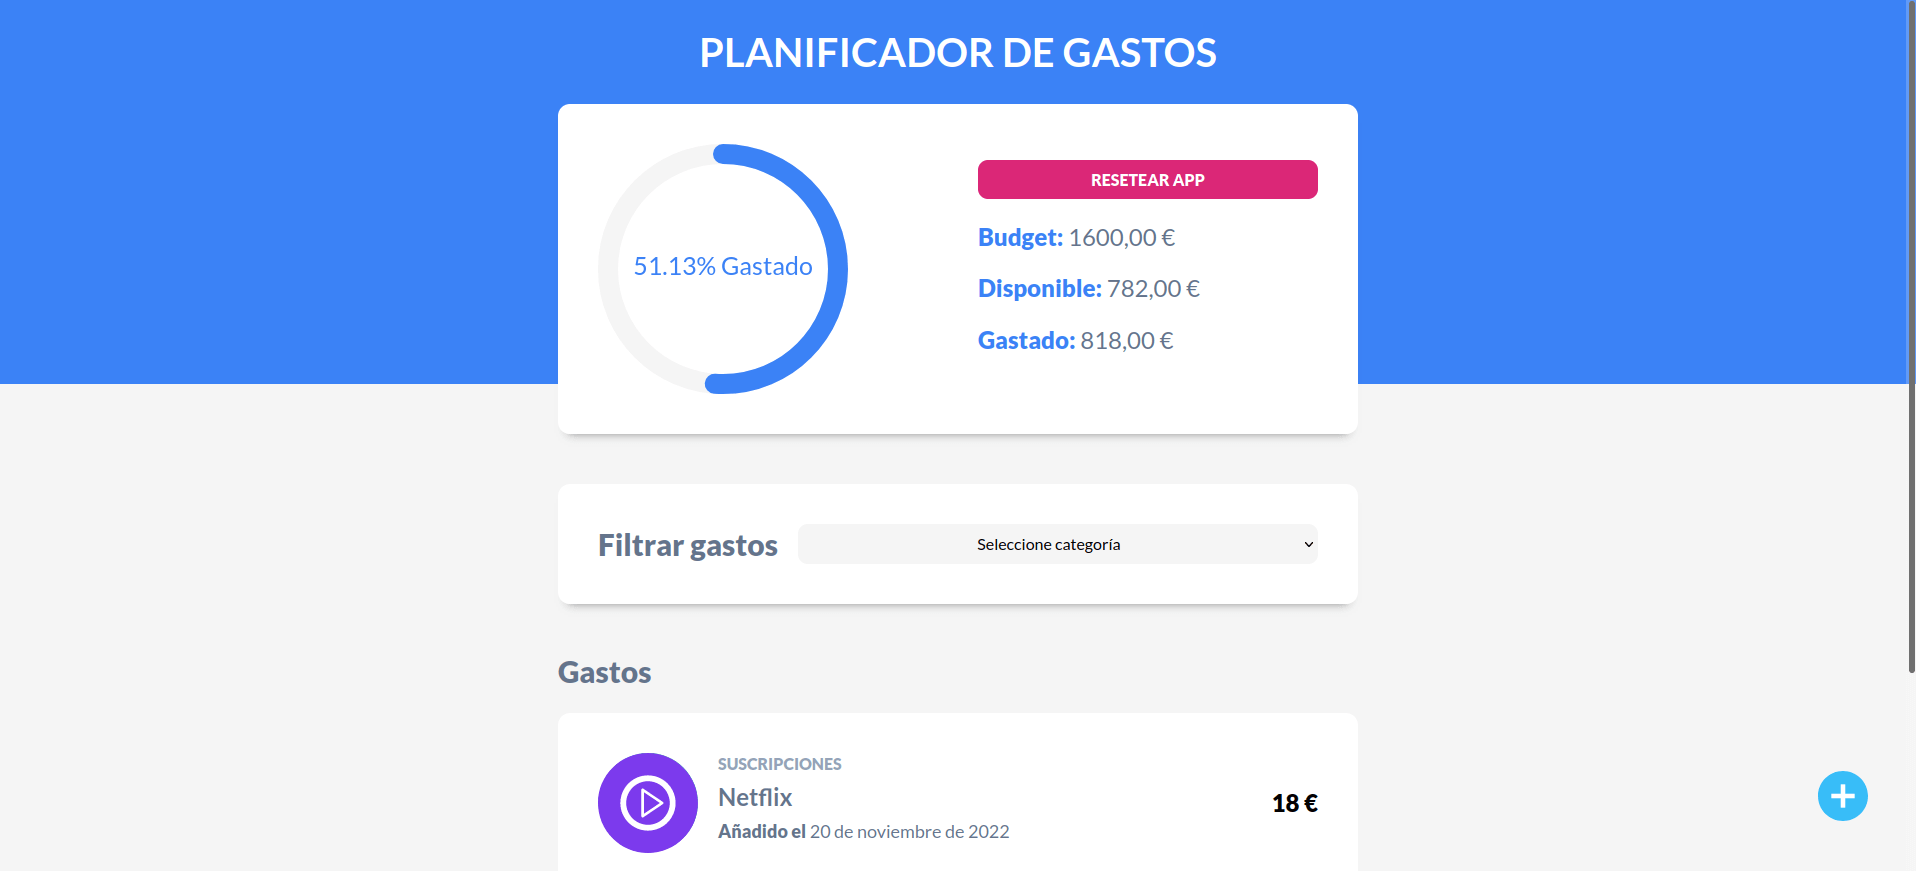 PLANIFICADOR DE GASTOS
51.13% Gastado
RESETEAR APP
Budget: 1600,00 €
Disponible: 782,00 €
Gastado: 818,00 €
Filtrar gastos
Seleccione categoría
Gastos
SUSCRIPCIONES
Netflix
Añadido el 20 de noviembre de 2022
18 €